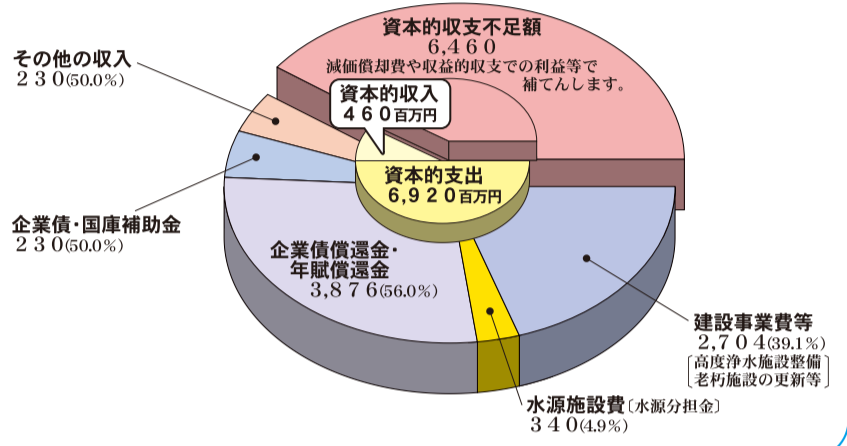 資本的収支不足額
6,460
減価償却費や収益的収支での利益等で
補てんします。
その他の収入
230(50.0%)
資本的収入
460百万円
資本的支出
6,920百万円
企業債・国庫補助金
230(50.0%)
企業債償還金・
年賦償還金
3,876(56.0%)
建設事業費等
2,704(39.1%)
高度浄水施設整備
老朽施設の更新等
水源施設費〔水源分担金〕
340(4.9%)